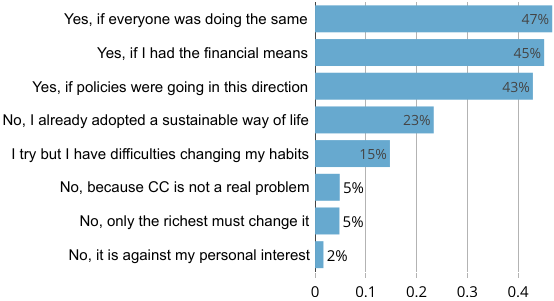 Yes, if everyone was doing the same 47%
Yes, if I had the financial means 45%
Yes, if policies were going in this direction 43%
No, I already adopted a sustainable way of life 23%
I try but I have difficulties changing my habits 15%
No, because CC is not a real problem 5%
No, only the richest must change it 5%
No, it is against my personal interest 2%
0 0.1 0.2 0.3 0.4